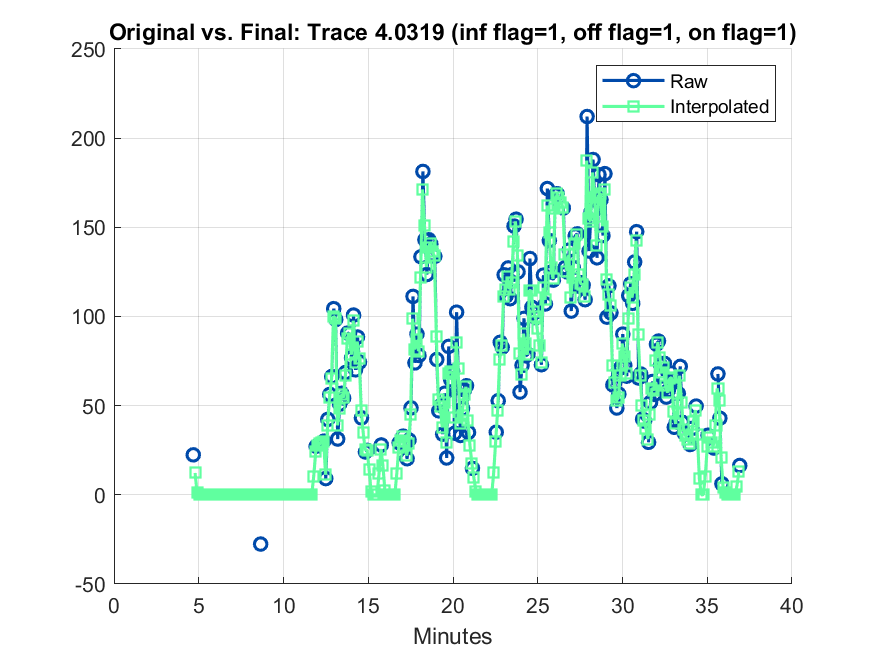 Original vs. Final: Trace 4.0319 (inf flag=1, off flag=1, on flag=1)
250
200
150
100
50
0
-50
Raw
Interpolated
0 5 10 15 20 25 30 35 40
Minutes